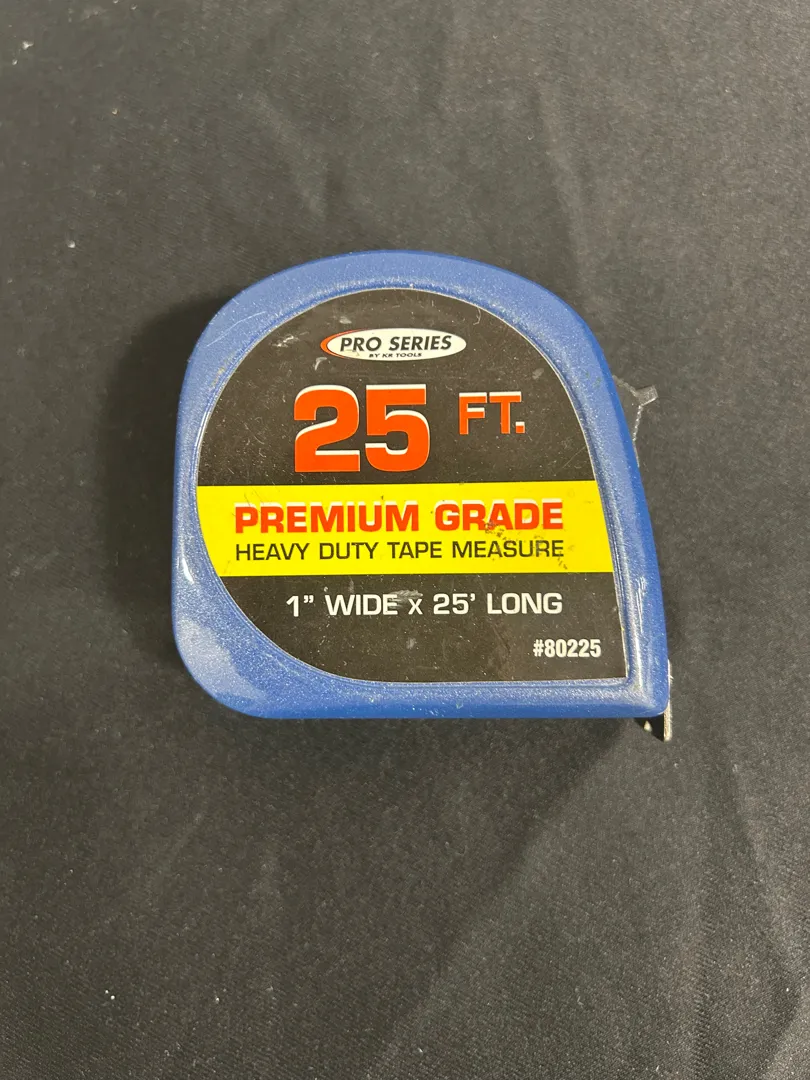 PRO SERIES
BY KR TOOLS
25 FT.
PREMIUM GRADE
HEAVY DUTY TAPE MEASURE
1” WIDE x 25’ LONG
#80225